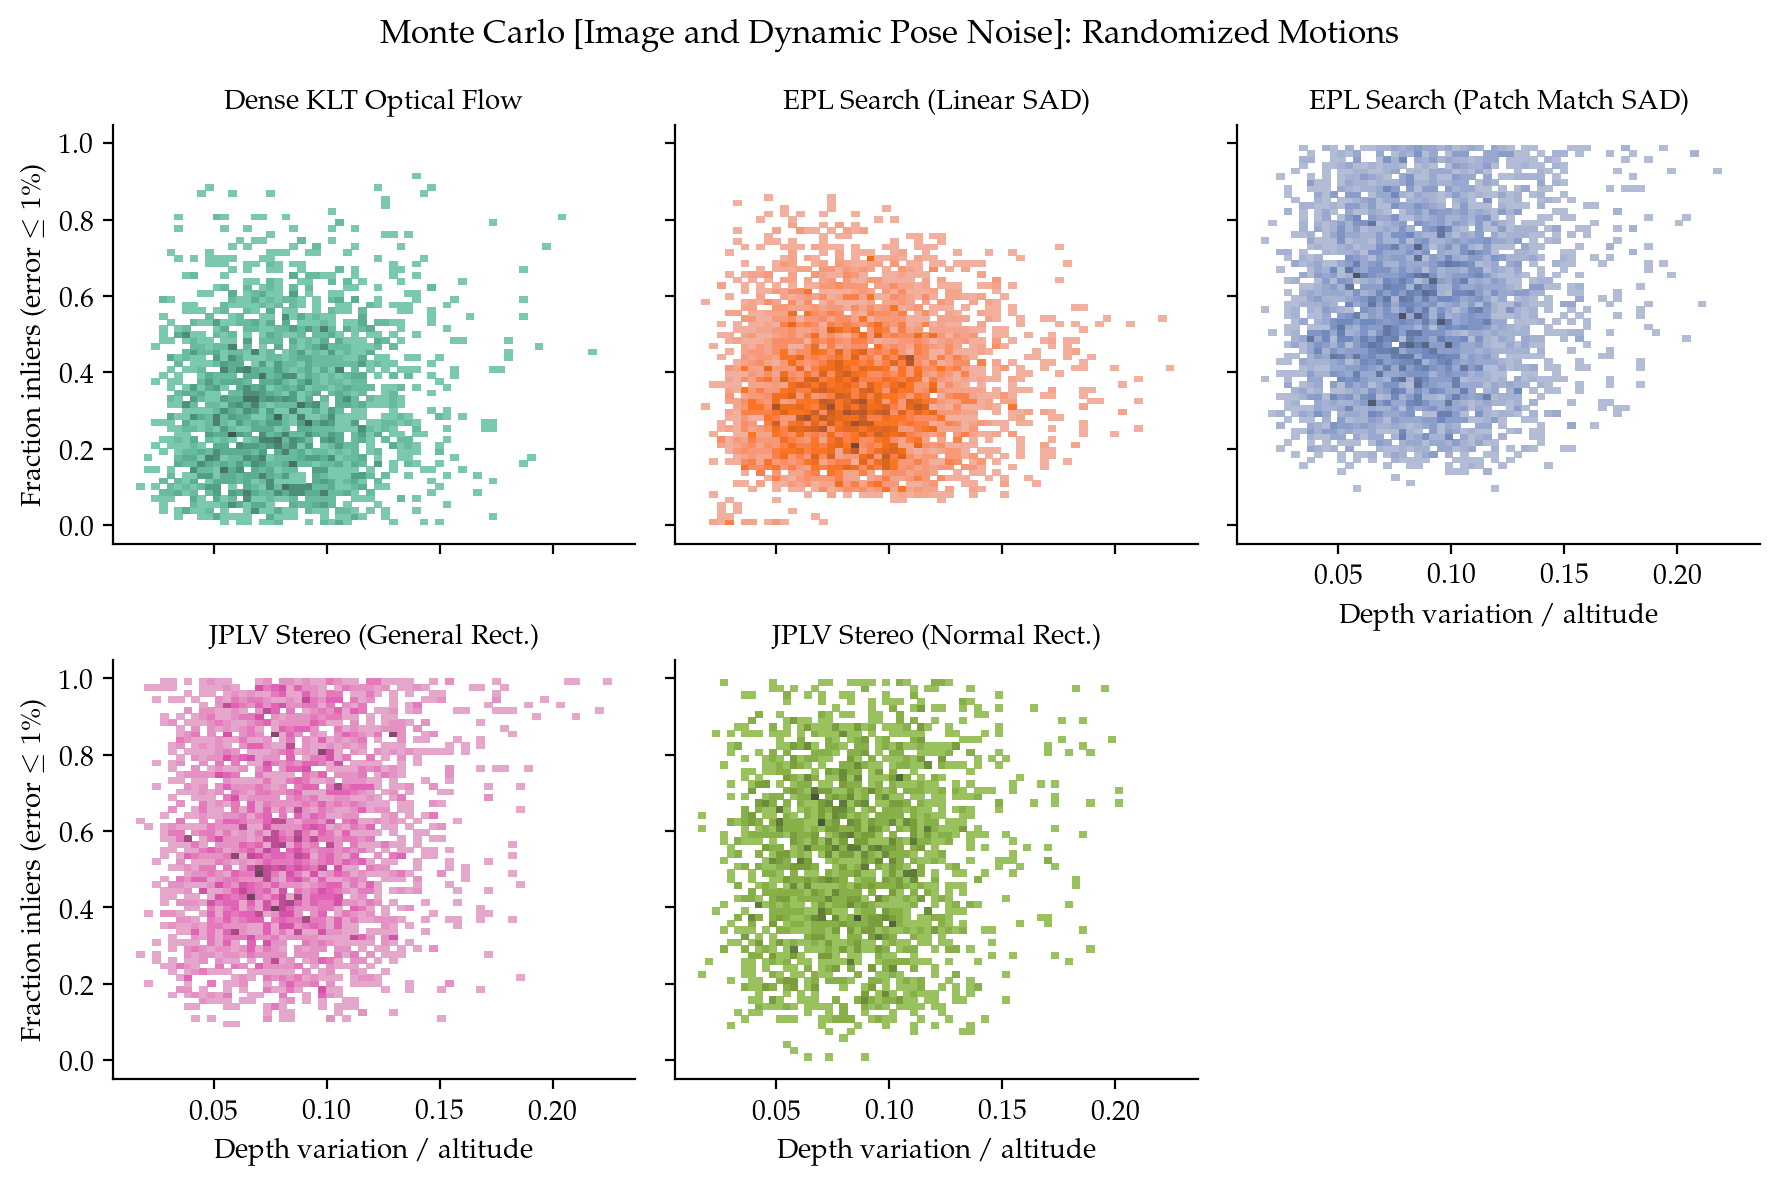 Monte Carlo [Image and Dynamic Pose Noise]: Randomized Motions
Dense KLT Optical Flow
EPL Search (Linear SAD)
EPL Search (Patch Match SAD)
Fraction inliers (error ≤ 1%)
1.0
0.8
0.6
0.4
0.2
0.0
0.05 0.10 0.15 0.20
Depth variation / altitude
JPLV Stereo (General Rect.)
JPLV Stereo (Normal Rect.)
Fraction inliers (error ≤ 1%)
1.0
0.8
0.6
0.4
0.2
0.0
0.05 0.10 0.15 0.20
Depth variation / altitude
0.05 0.10 0.15 0.20
Depth variation / altitude